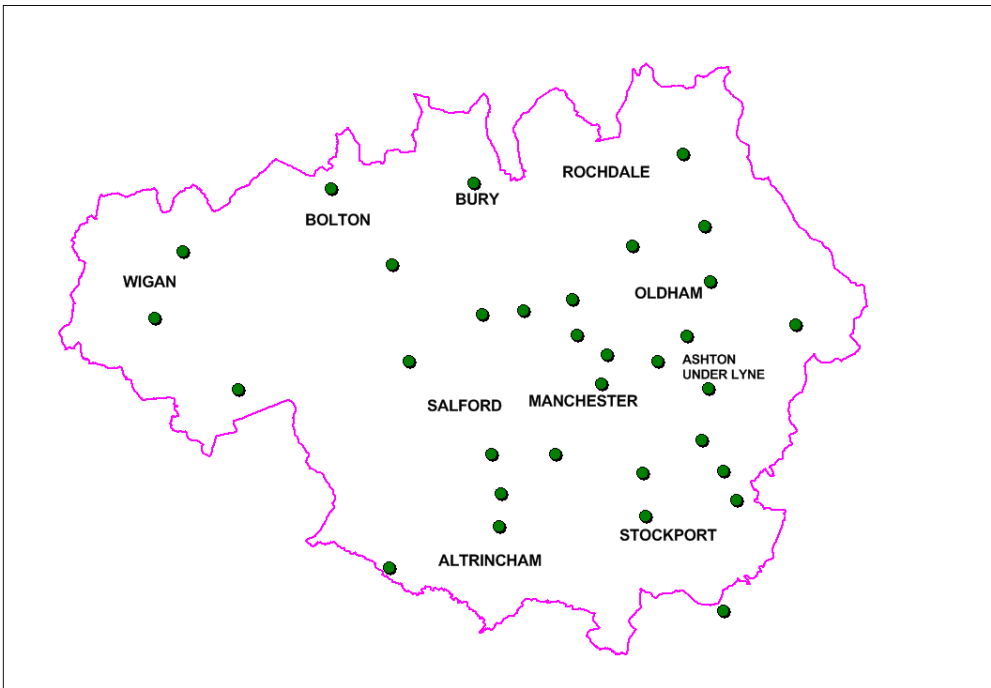 ROCHDALE
BURY
BOLTON
WIGAN
OLDHAM
ASHTON
UNDER LYNE
SALFORD
MANCHESTER
STOCKPORT
ALTRINCHAM